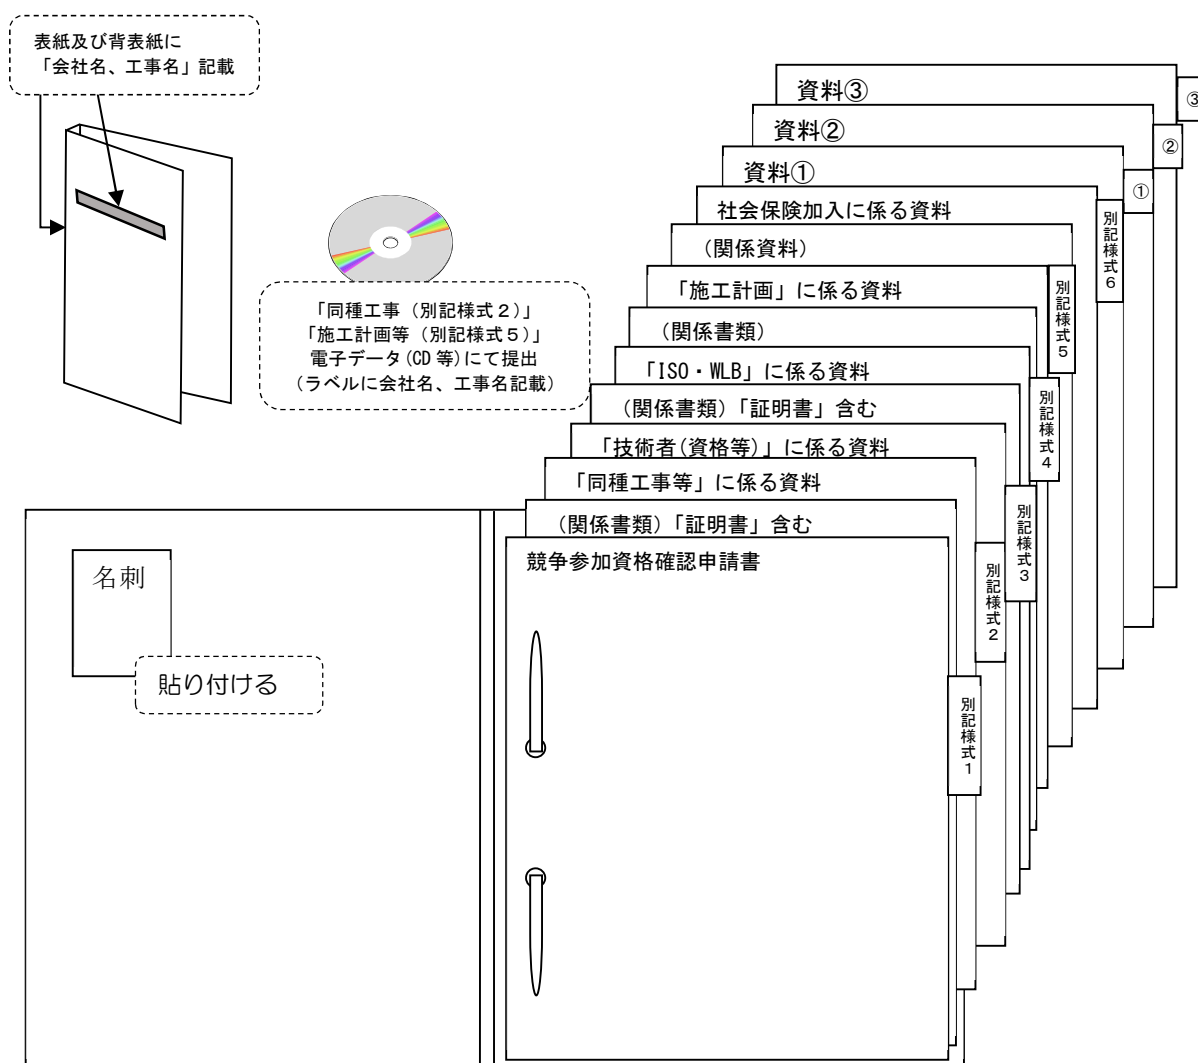 表紙及び背表紙に
「会社名、工事名」記載
「同種工事（別記様式２）」
「施工計画等（別記様式５）」
電子データ(CD 等)にて提出
（ラベルに会社名、工事名記載）
資料③
③
資料②
②
資料①
①
社会保険加入に係る資料
別記様式６
（関係資料）
「施工計画」に係る資料
別記様式５
（関係書類）
「ISO・WLB」に係る資料
別記様式４
（関係書類）「証明書」含む
「技術者(資格等)」に係る資料
別記様式３
「同種工事等」に係る資料
別記様式２
（関係書類）「証明書」含む
競争参加資格確認申請書
別記様式１
名刺
貼り付ける